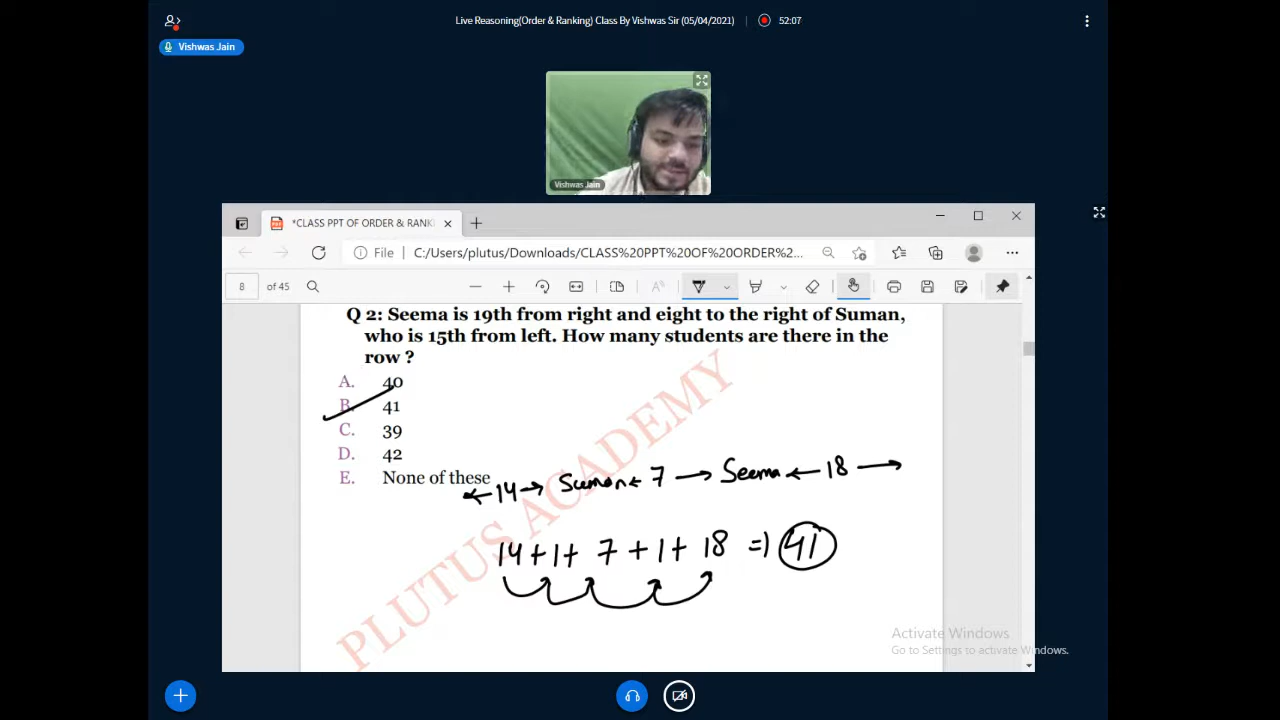 Live Reasoning(Order & Ranking) Class By Vishwas Sir (05/04/2021)
52:07
Vishwas Jain
Vishwas Jain
*CLASS PPT OF ORDER & RANKI
File
C:/Users/plutus/Downloads/CLASS%20PPT%20OF%20ORDER%2...
8 of 45
Q 2: Seema is 19th from right and eight to the right of Suman,
who is 15th from left. How many students are there in the
row ?
A. 40
B. 41
C. 39
D. 42
E. None of these
14 Suman 7 Seema 18
14+1+ 7 +1+ 18 => 41
PLUTUS ACADEMY
Activate Windows
Go to Settings to activate Windows.